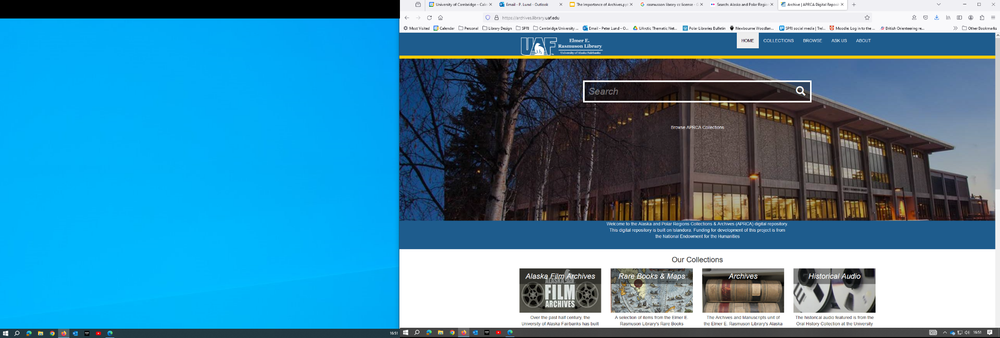 University of Cambridge – Cale
Email - P. Lund - Outlook
The Importance of Archives.ppt
rasmusson library cc license - G
Search: Alaska and Polar Region
Archive | APRCA Digital Reposit
https://archives.library.uaf.edu
Most Visited
Calendar
Personal
Library Design
SPRI
Cambridge University ...
Email - Peter Lund - O...
UArctic Thematic Net...
Polar Libraries Bulletin
Newbourne Woodlan...
SPRI social media | Trel...
Moodle: Log in to the ...
British Orienteering re...
Other Bookmarks
UAF
Elmer E.
Rasmuson Library
University of Alaska Fairbanks
HOME
COLLECTIONS
BROWSE
ASK US
ABOUT
Search
Browse APRCA Collections
Welcome to the Alaska and Polar Regions Collections & Archives (APRCA) digital repository.
This digital repository is built on Islandora. Funding for development of this project is from
the National Endowment for the Humanities
Our Collections
Alaska Film Archives
ALASKA
FILM
ARCHIVES
Over the past half century, the
University of Alaska Fairbanks has built
Rare Books & Maps
A selection of items from the Elmer E.
Rasmuson Library's Rare Books
Archives
The Archives and Manuscripts unit of
the Elmer E. Rasmuson Library's Alaska
Historical Audio
The historical audio featured is from the
Oral History Collection at the University
16:51
16:51